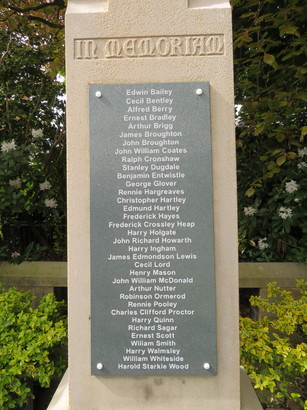 IN MEMORIAM
Edwin Bailey
Cecil Bentley
Alfred Berry
Ernest Bradley
Arthur Brigg
James Broughton
John Broughton
John William Coates
Ralph Cronshaw
Stanley Dugdale
Benjamin Entwistle
George Glover
Rennie Hargreaves
Christopher Hartley
Edmund Hartley
Frederick Hayes
Frederick Crossley Heap
Harry Holgate
John Richard Howarth
Harry Ingham
James Edmondson Lewis
Cecil Lord
Henry Mason
John William McDonald
Arthur Nutter
Robinson Ormerod
Rennie Pooley
Charles Clifford Proctor
Harry Quinn
Richard Sagar
Ernest Scott
Wiliam Smith
Harry Walmsley
William Whiteside
Harold Starkie Wood